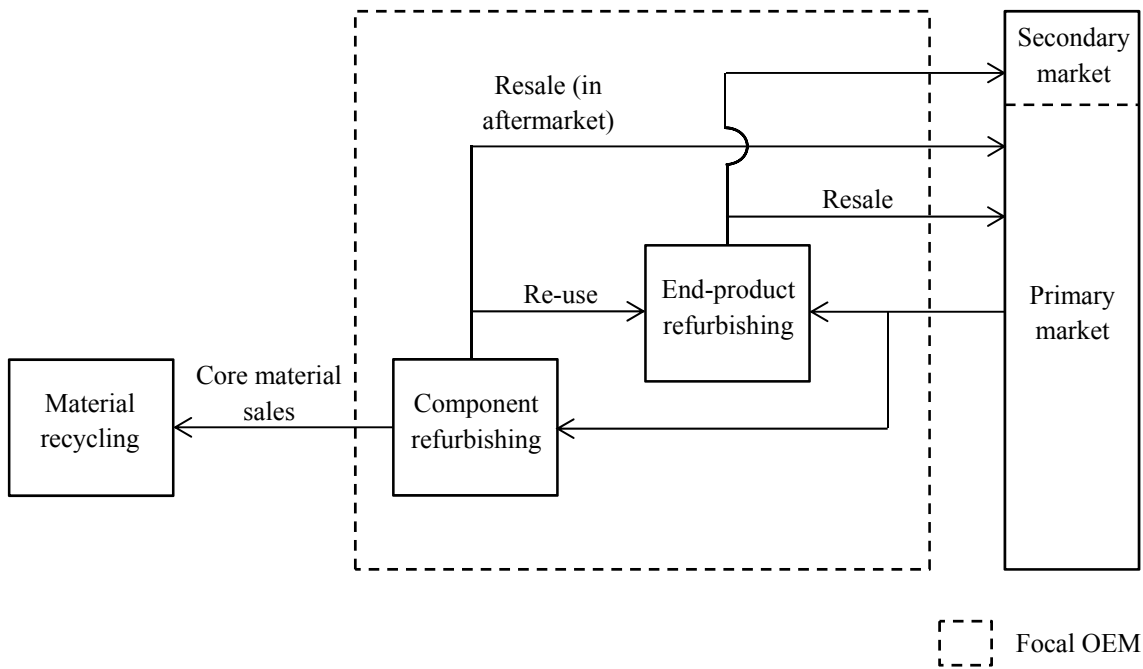 Secondary
market
Resale (in
aftermarket)
Resale
End-product
refurbishing
Re-use
Primary
market
Core material
sales
Material
recycling
Component
refurbishing
Focal OEM